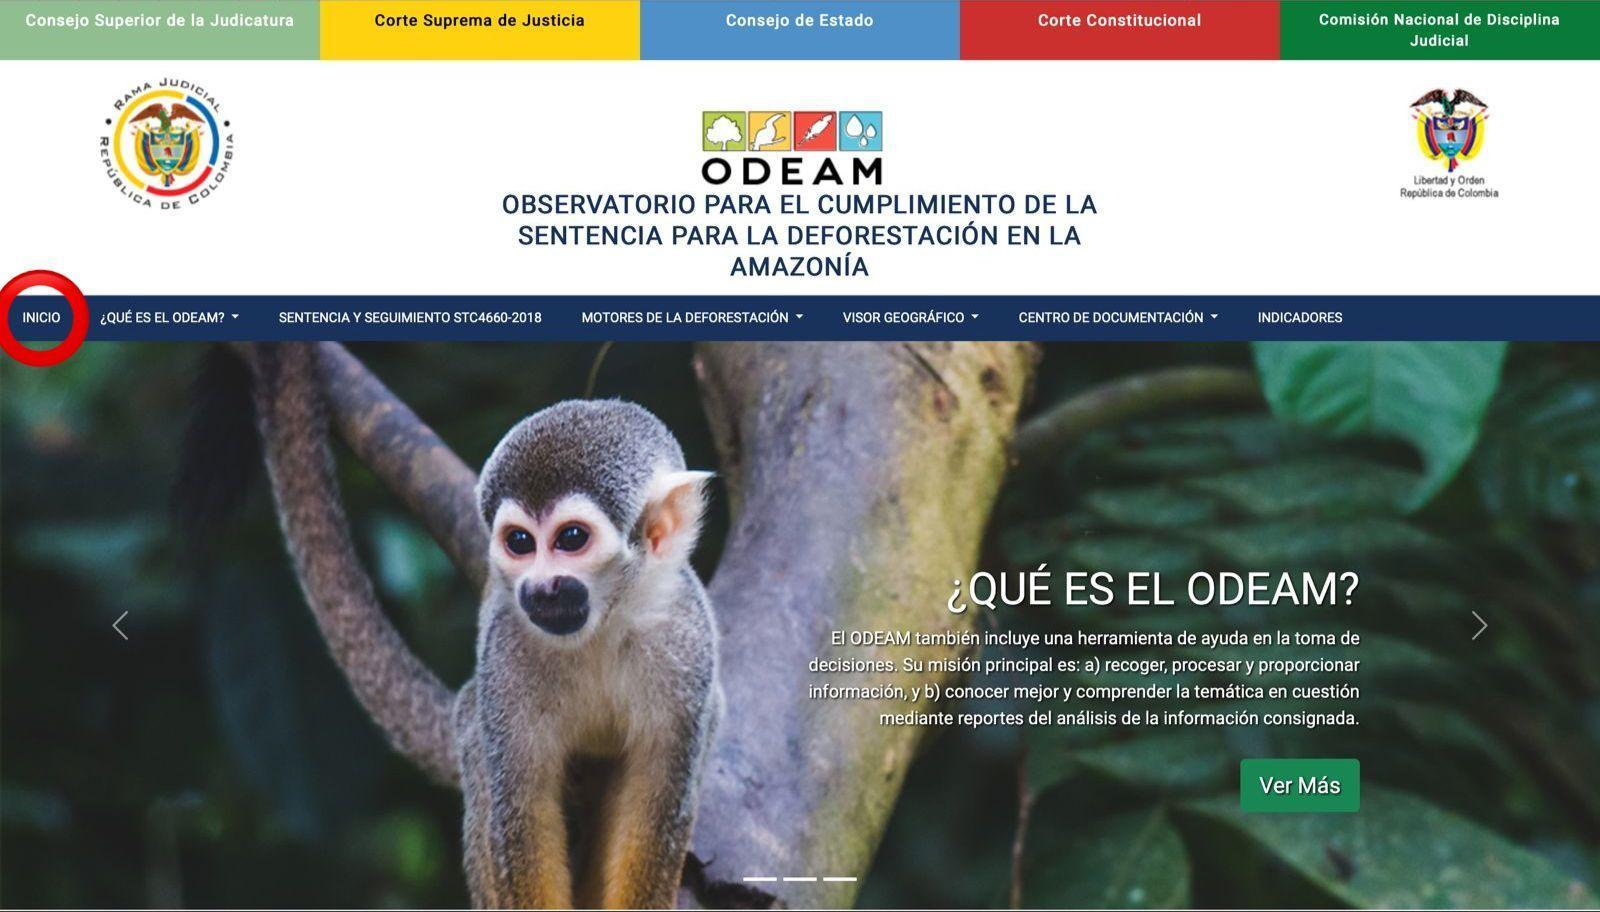 Consejo Superior de la Judicatura
Corte Suprema de Justicia
Consejo de Estado
Corte Constitucional
Comisión Nacional de Disciplina
Judicial
RAMA JUDICIAL
REPÚBLICA DE COLOMBIA
ODEAM
OBSERVATORIO PARA EL CUMPLIMIENTO DE LA
SENTENCIA PARA LA DEFORESTACIÓN EN LA
AMAZONÍA
Libertad y Orden
República de Colombia
INICIO
¿QUÉ ES EL ODEAM?
SENTENCIA Y SEGUIMIENTO STC4660-2018
MOTORES DE LA DEFORESTACIÓN
VISOR GEOGRÁFICO
CENTRO DE DOCUMENTACIÓN
INDICADORES
¿QUÉ ES EL ODEAM?
El ODEAM también incluye una herramienta de ayuda en la toma de
decisiones. Su misión principal es: a) recoger, procesar y proporcionar
información, y b) conocer mejor y comprender la temática en cuestión
mediante reportes del análisis de la información consignada.
Ver Más